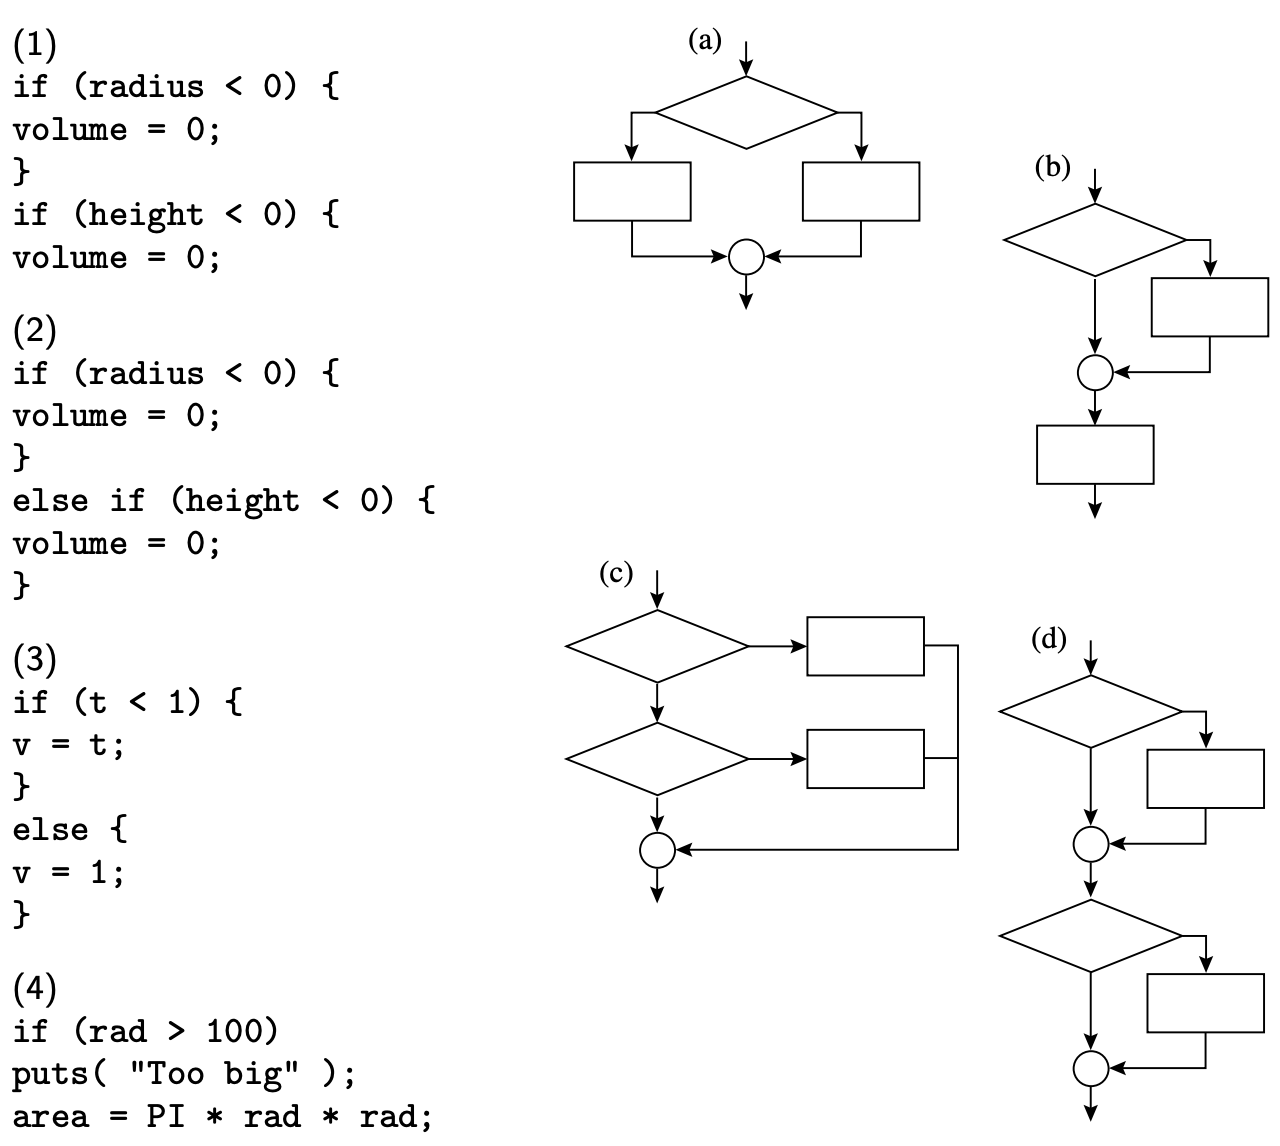 (1)
if (radius < 0) {
volume = 0;
}
if (height < 0) {
volume = 0;
(2)
if (radius < 0) {
volume = 0;
}
else if (height < 0) {
volume = 0;
}
(3)
if (t < 1) {
v = t;
}
else {
v = 1;
}
(4)
if (rad > 100)
puts( "Too big" );
area = PI * rad * rad;
(a)
(b)
(c)
(d)